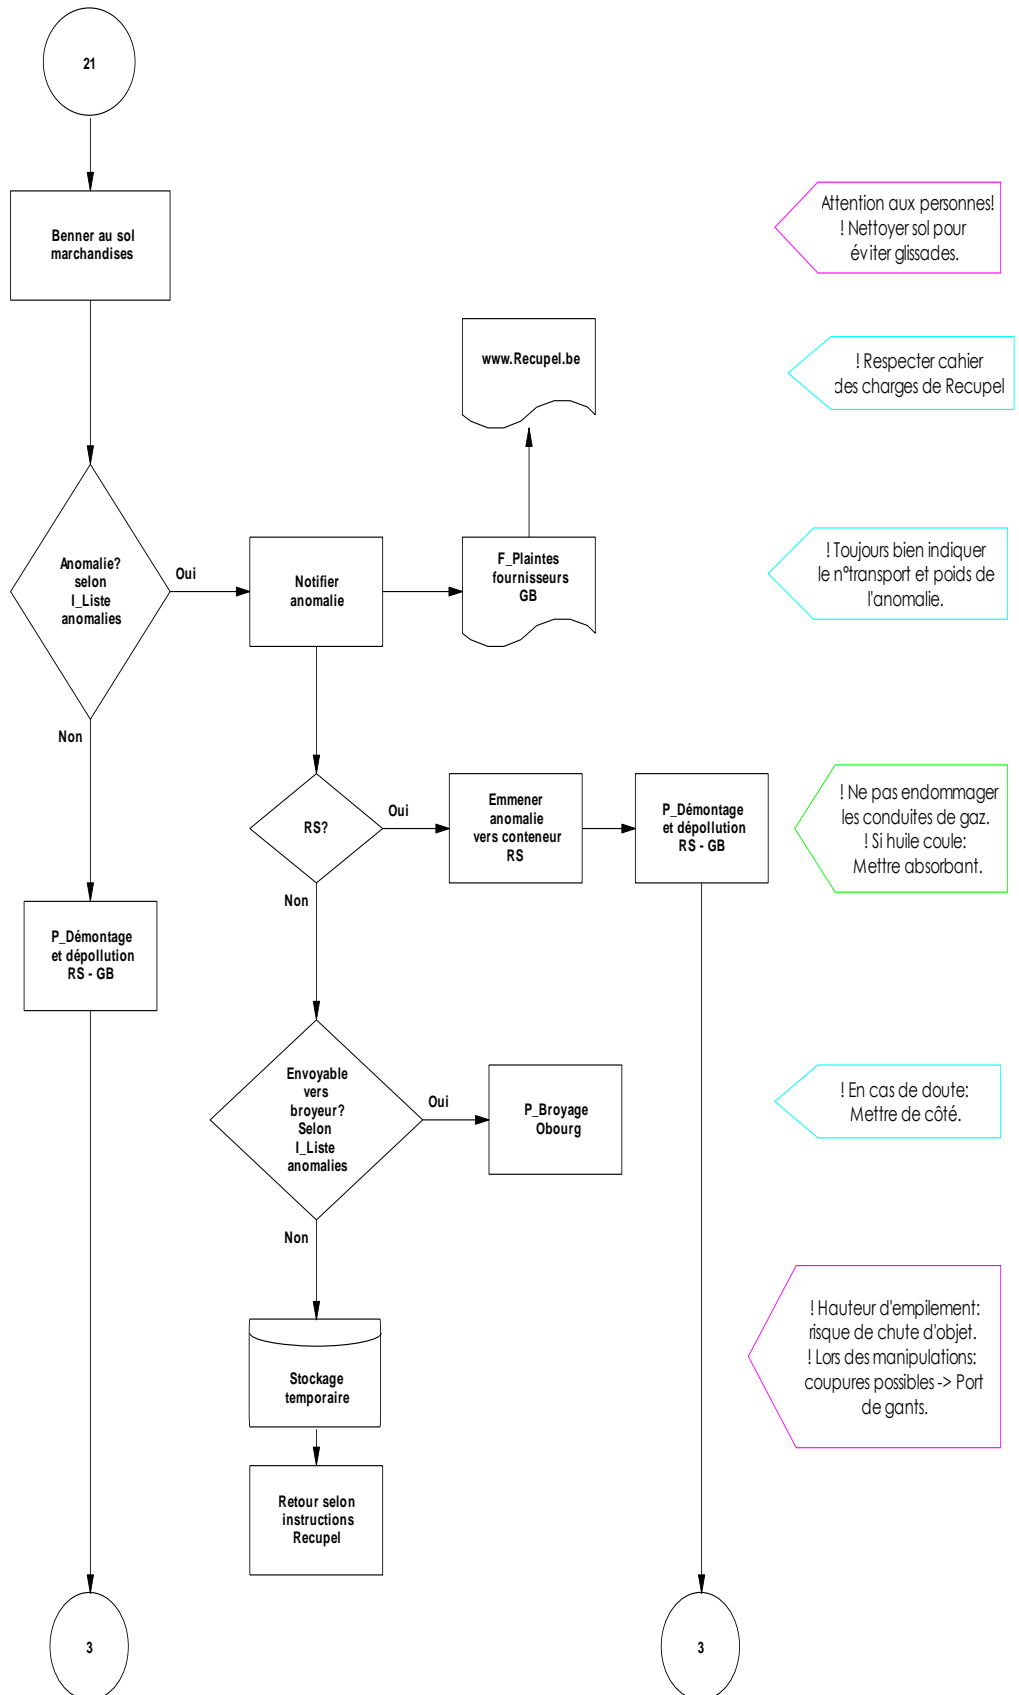 21
Benner au sol
marchandises
Attention aux personnes!
! Nettoyer sol pour
éviter glissades.
www.Recupel.be
! Respecter cahier
des charges de Recupel
Anomalie?
selon
I_Liste
anomalies
Oui
Notifier
anomalie
F_Plaintes
fournisseurs
GB
! Toujours bien indiquer
le n°transport et poids de
l'anomalie.
Non
RS?
Oui
Emmener
anomalie
vers conteneur
RS
P_Démontage
et dépollution
RS - GB
! Ne pas endommager
les conduites de gaz.
! Si huile coule:
Mettre absorbant.
Non
P_Démontage
et dépollution
RS - GB
Envoyable
vers
broyeur?
Selon
I_Liste
anomalies
Oui
P_Broyage
Obourg
! En cas de doute:
Mettre de côté.
Non
Stockage
temporaire
! Hauteur d'empilement:
risque de chute d'objet.
! Lors des manipulations:
coupures possibles -> Port
de gants.
Retour selon
instructions
Recupel
3
3